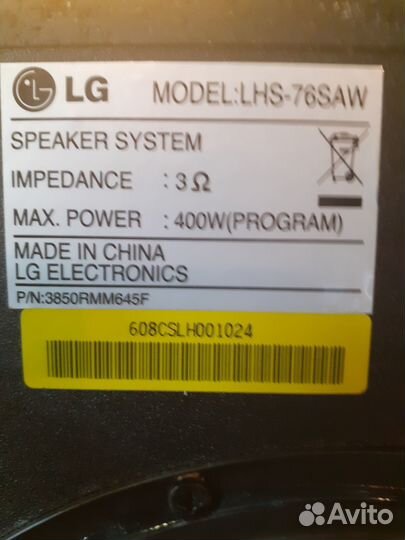 LG MODEL:LHS-76SAW
SPEAKER SYSTEM
IMPEDANCE : 3Ω
MAX. POWER : 400W(PROGRAM)
MADE IN CHINA
LG ELECTRONICS
P/N:3850RMM645F
608CSLH001024
Avito